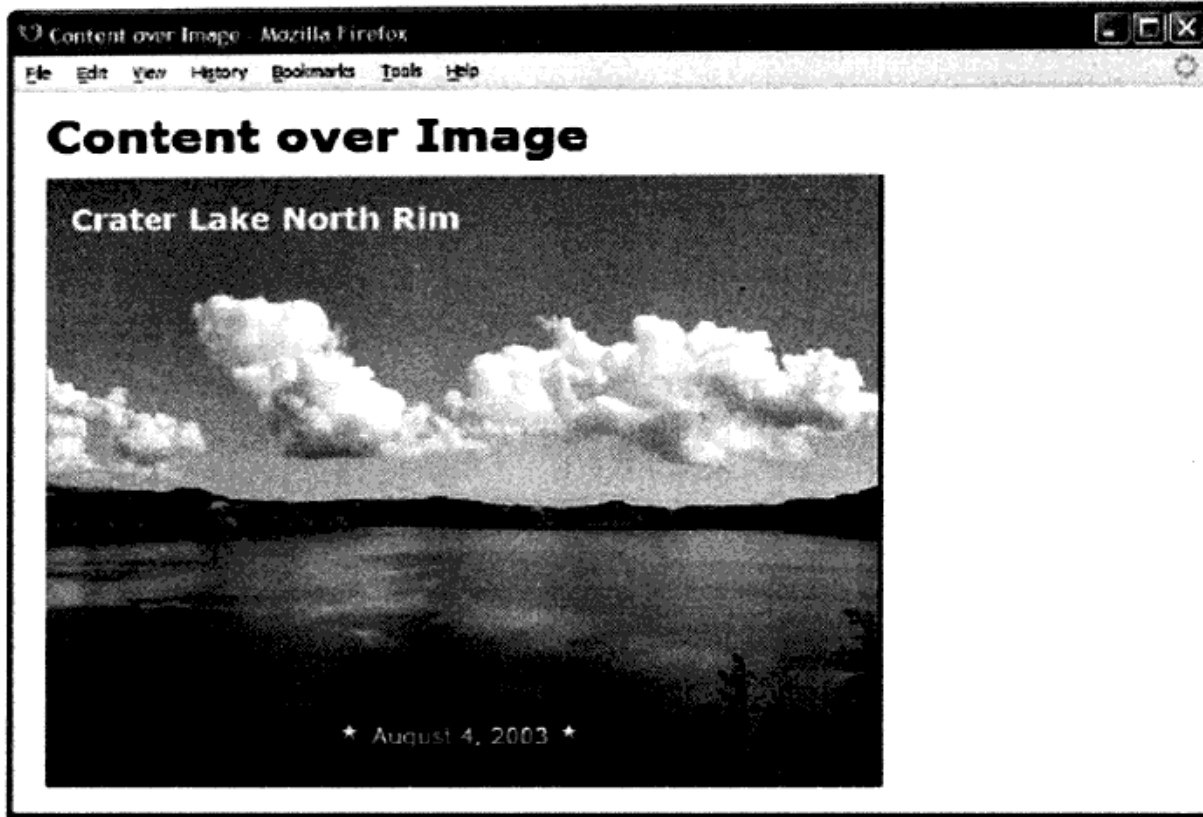 Content over Image - Mozilla Firefox
File Edit View History Bookmarks Tools Help
Content over Image
Crater Lake North Rim
★ August 4, 2003 ★